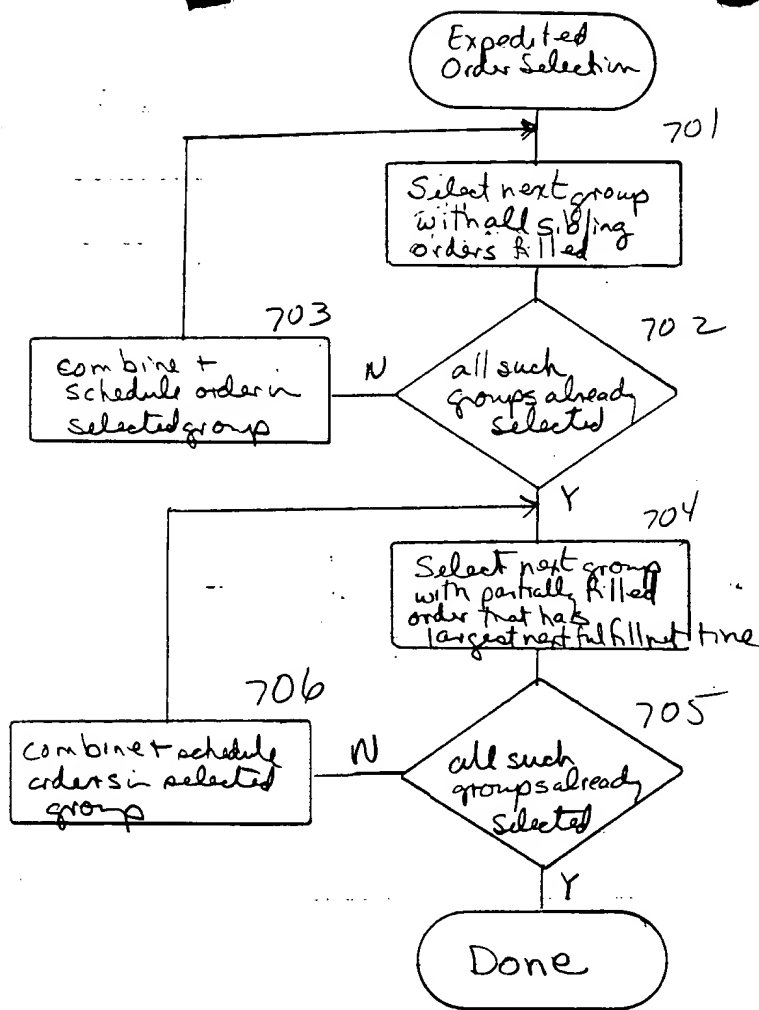 Expedited
Order Selection
701
Select next group
with all sibling
orders filled
703
702
combine +
schedule order in
selected group
N
all such
groups already
selected
Y
704
Select next group
with partially filled
order that has
largest next fulfillmet time
706
705
combine + schedule
orders in selected
group
N
all such
groups already
selected
Y
Done